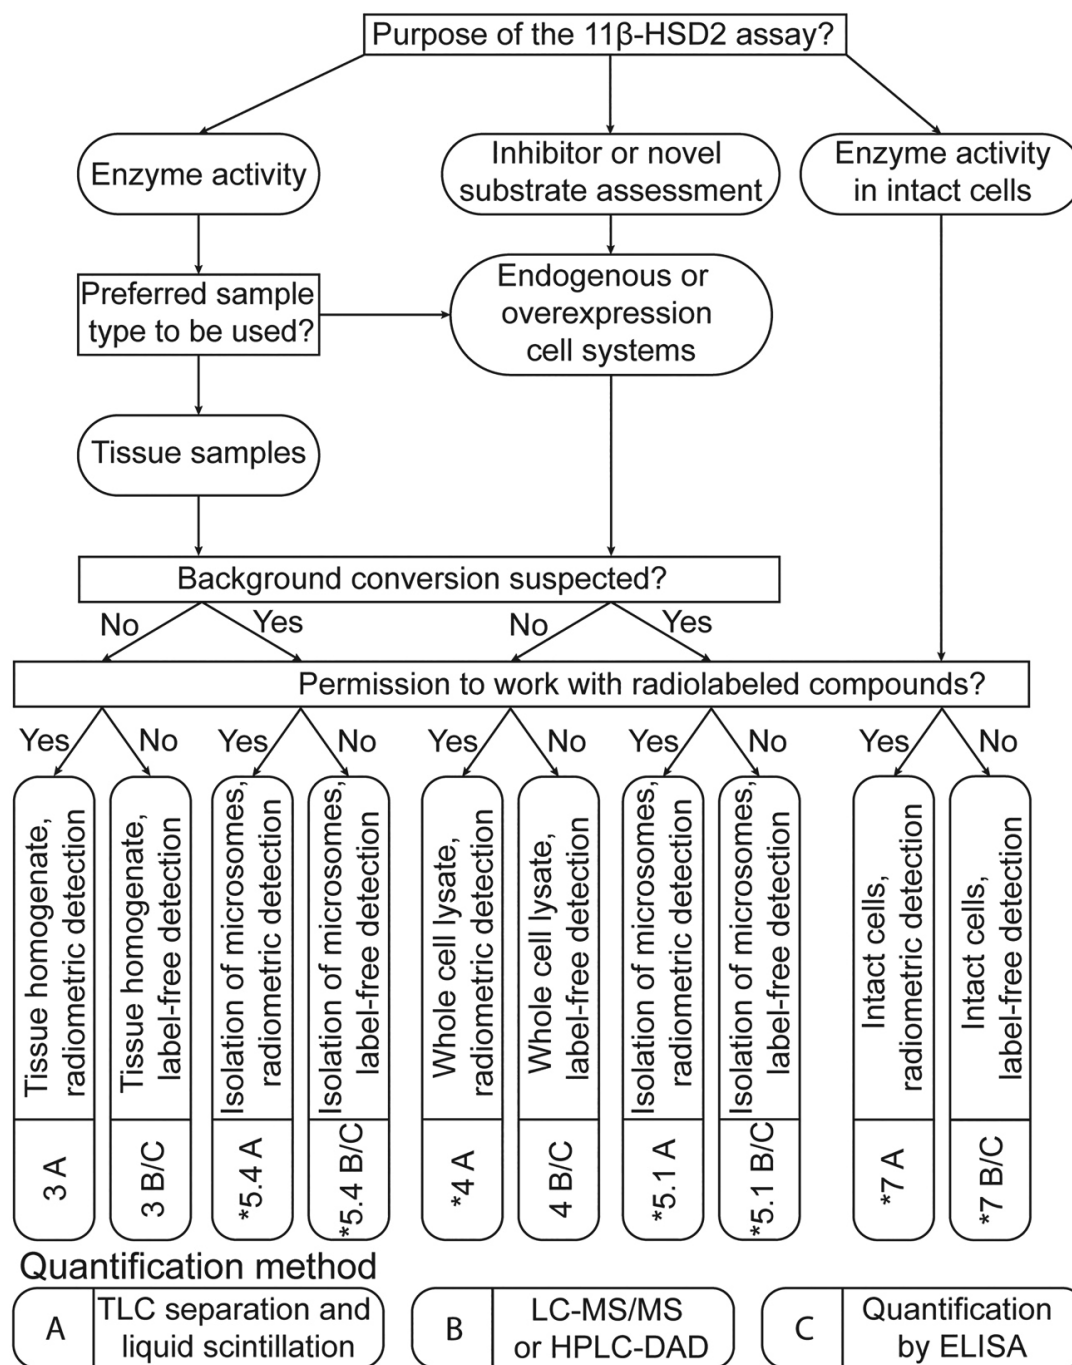 Purpose of the 11β-HSD2 assay?
Enzyme activity
Inhibitor or novel
substrate assessment
Enzyme activity
in intact cells
Preferred sample
type to be used?
Endogenous or
overexpression
cell systems
Tissue samples
Background conversion suspected?
No
Yes
No
Yes
Permission to work with radiolabeled compounds?
Yes
No
Yes
No
Yes
No
Yes
No
Yes
No
Tissue homogenate,
radiometric detection
Tissue homogenate,
label-free detection
Isolation of microsomes,
radiometric detection
Isolation of microsomes,
label-free detection
Whole cell lysate,
radiometric detection
Whole cell lysate,
label-free detection
Isolation of microsomes,
radiometric detection
Isolation of microsomes,
label-free detection
Intact cells,
radiometric detection
Intact cells,
label-free detection
3 A
3 B/C
*5.4 A
*5.4 B/C
*4 A
4 B/C
*5.1 A
*5.1 B/C
*7 A
*7 B/C
Quantification method
A
TLC separation and
liquid scintillation
B
LC-MS/MS
or HPLC-DAD
C
Quantification
by ELISA